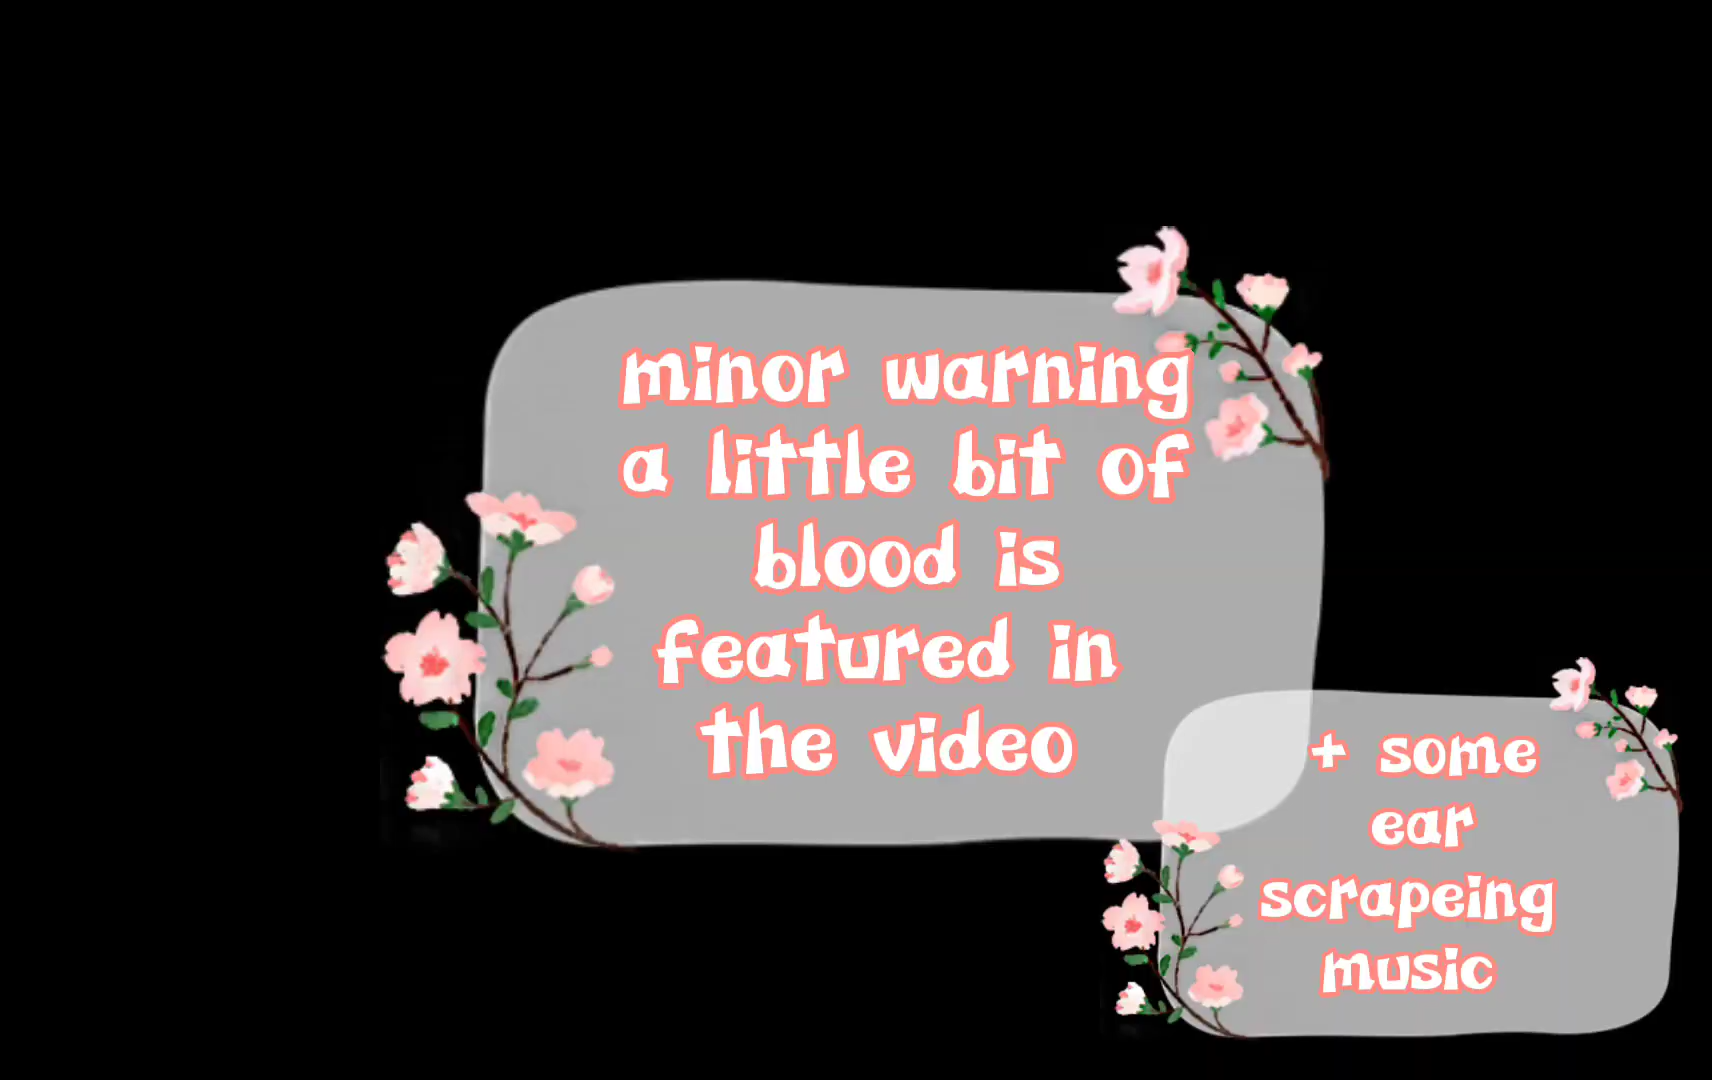 minor warning
a little bit of
blood is
featured in
the video
+ some
ear
scrapeing
music